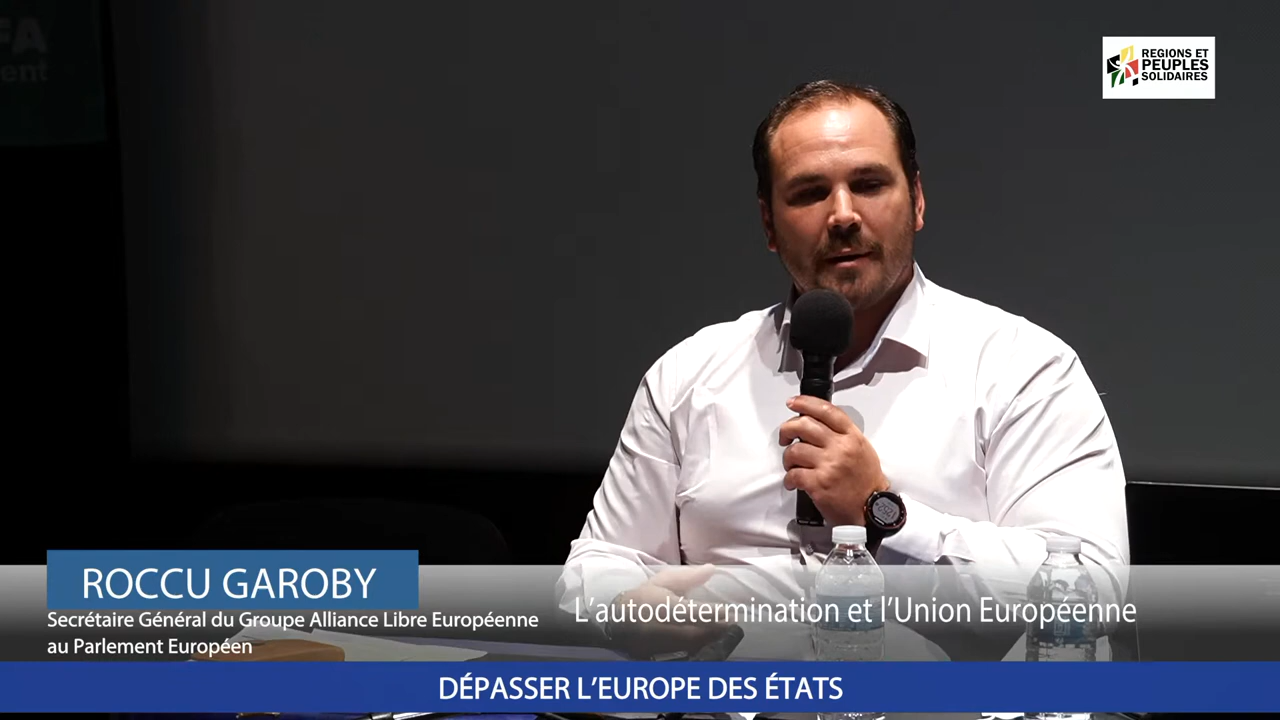 FA
REGIONS ET
PEUPLES
SOLIDAIRES
ROCCU GAROBY
Secrétaire Général du Groupe Alliance Libre Européenne
au Parlement Européen
L'autodétermination et l'Union Européenne
DÉPASSER L'EUROPE DES ÉTATS